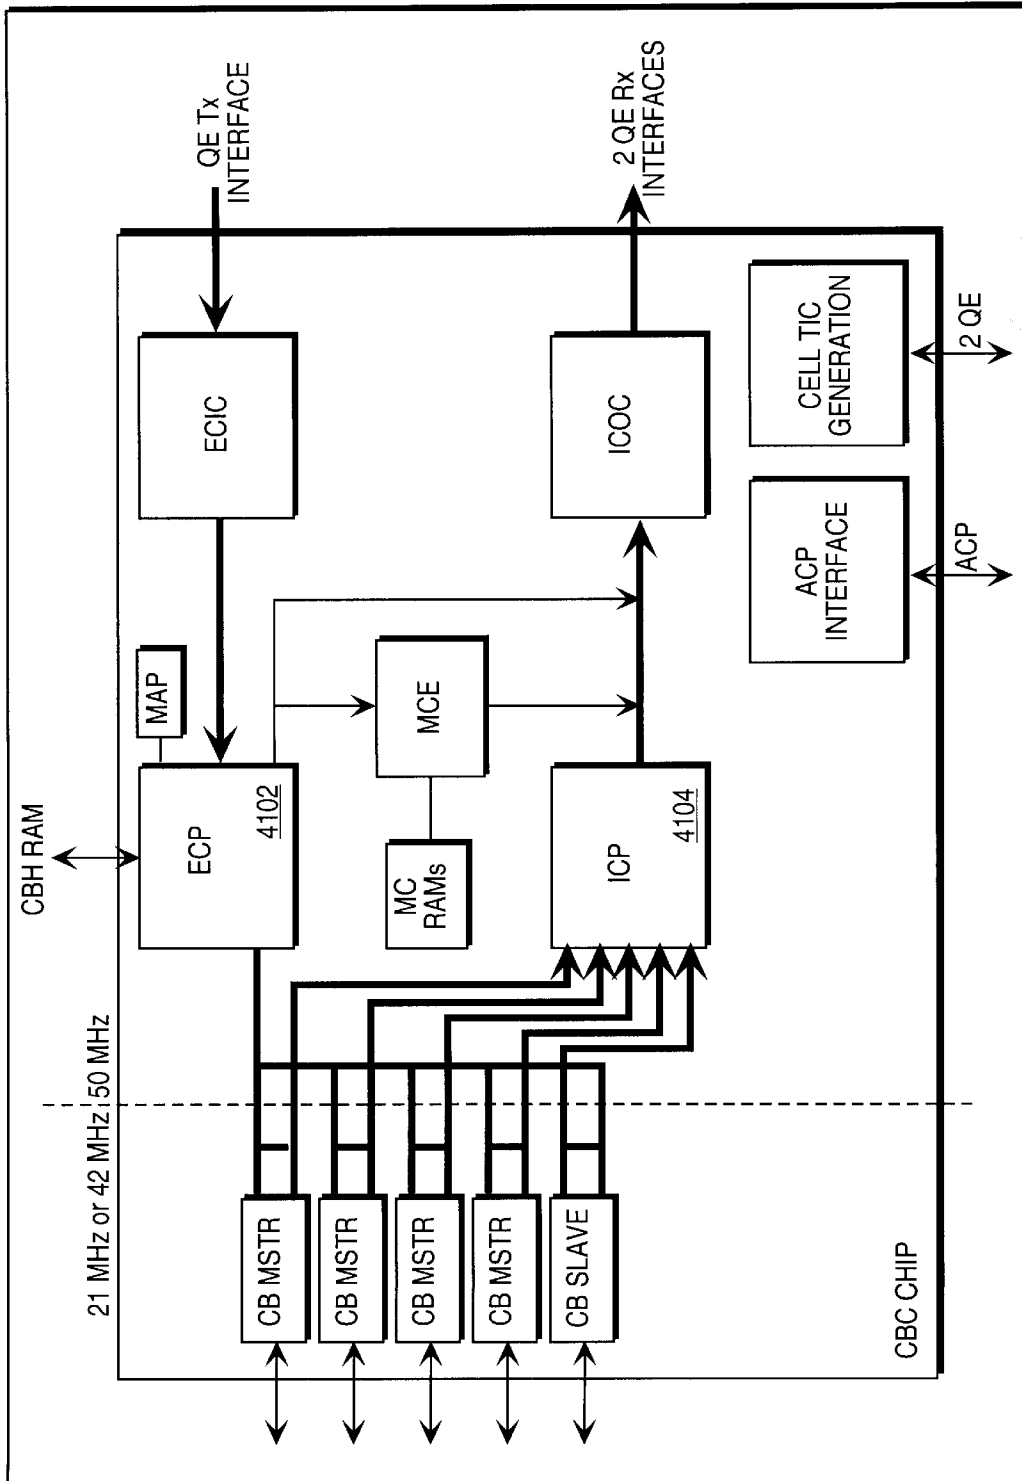 QE Tx
INTERFACE
2 QE Rx
INTERFACES
ECIC
ICOC
CELL TIC
GENERATION
2 QE
ACP
INTERFACE
ACP
MAP
MCE
CBH RAM
ECP
4102
MC
RAMs
ICP
4104
21 MHz or 42 MHz
50 MHz
CB MSTR
CB MSTR
CB MSTR
CB MSTR
CB SLAVE
CBC CHIP